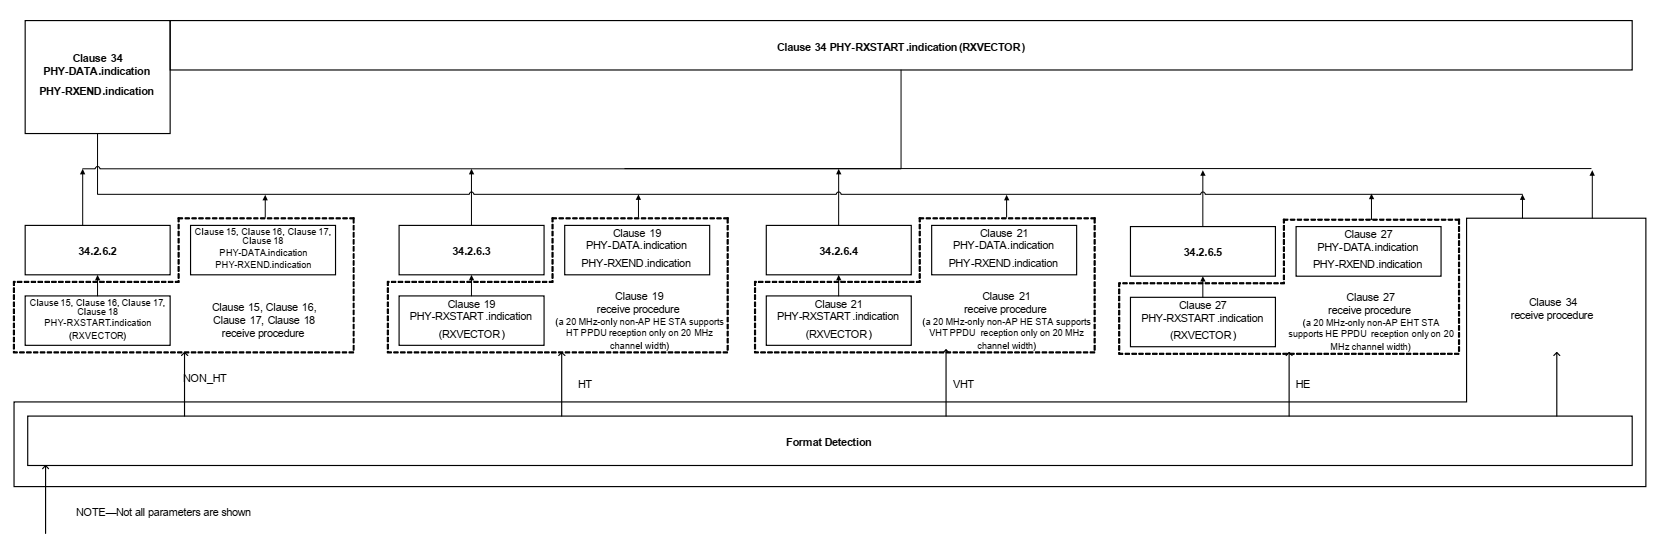 Clause 34
PHY-DATA.indication
PHY-RXEND.indication
Clause 34 PHY-RXSTART.indication (RXVECTOR)
34.2.6.2
Clause 15, Clause 16, Clause 17,
Clause 18
PHY-DATA.indication
PHY-RXEND.indication
Clause 15, Clause 16, Clause 17,
Clause 18
PHY-RXSTART.indication
(RXVECTOR)
Clause 15, Clause 16,
Clause 17, Clause 18
receive procedure
34.2.6.3
Clause 19
PHY-DATA.indication
PHY-RXEND.indication
Clause 19
PHY-RXSTART.indication
(RXVECTOR)
Clause 19
receive procedure
(a 20 MHz-only non-AP HE STA supports
HT PPDU reception only on 20 MHz
channel width)
34.2.6.4
Clause 21
PHY-DATA.indication
PHY-RXEND.indication
Clause 21
PHY-RXSTART.indication
(RXVECTOR)
Clause 21
receive procedure
(a 20 MHz-only non-AP HE STA supports
VHT PPDU reception only on 20 MHz
channel width)
34.2.6.5
Clause 27
PHY-DATA.indication
PHY-RXEND.indication
Clause 27
PHY-RXSTART.indication
(RXVECTOR)
Clause 27
receive procedure
(a 20 MHz-only non-AP EHT STA
supports HE PPDU reception only on 20
MHz channel width)
Clause 34
receive procedure
NON_HT
HT
VHT
HE
Format Detection
NOTE—Not all parameters are shown